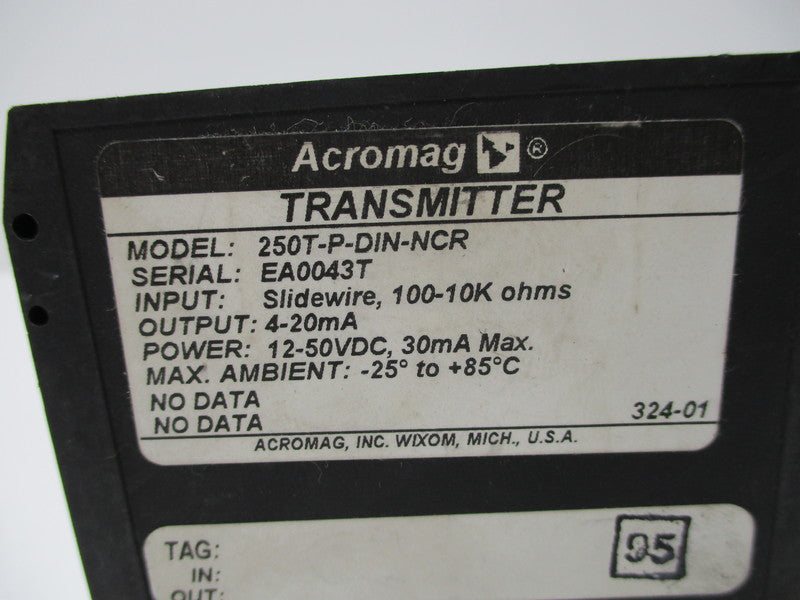 Acromag ®
TRANSMITTER
MODEL: 250T-P-DIN-NCR
SERIAL: EA0043T
INPUT: Slidewire, 100-10K ohms
OUTPUT: 4-20mA
POWER: 12-50VDC, 30mA Max.
MAX. AMBIENT: -25° to +85°C
NO DATA
NO DATA 324-01
ACROMAG, INC. WIXOM, MICH., U.S.A.
TAG: 95
IN:
OUT: